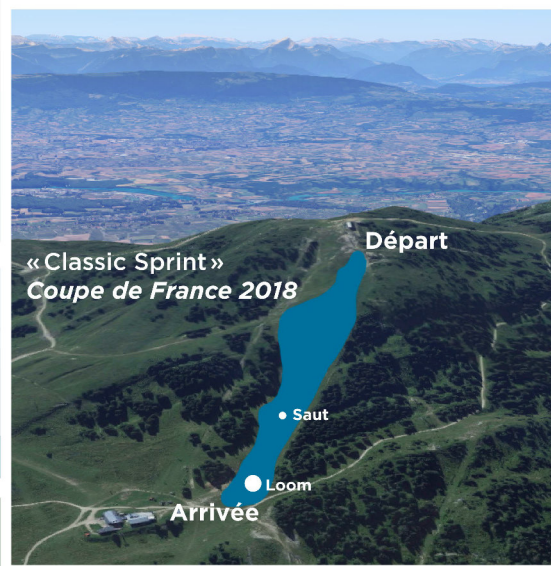 Départ
«Classic Sprint»
Coupe de France 2018
Saut
Loom
Arrivée